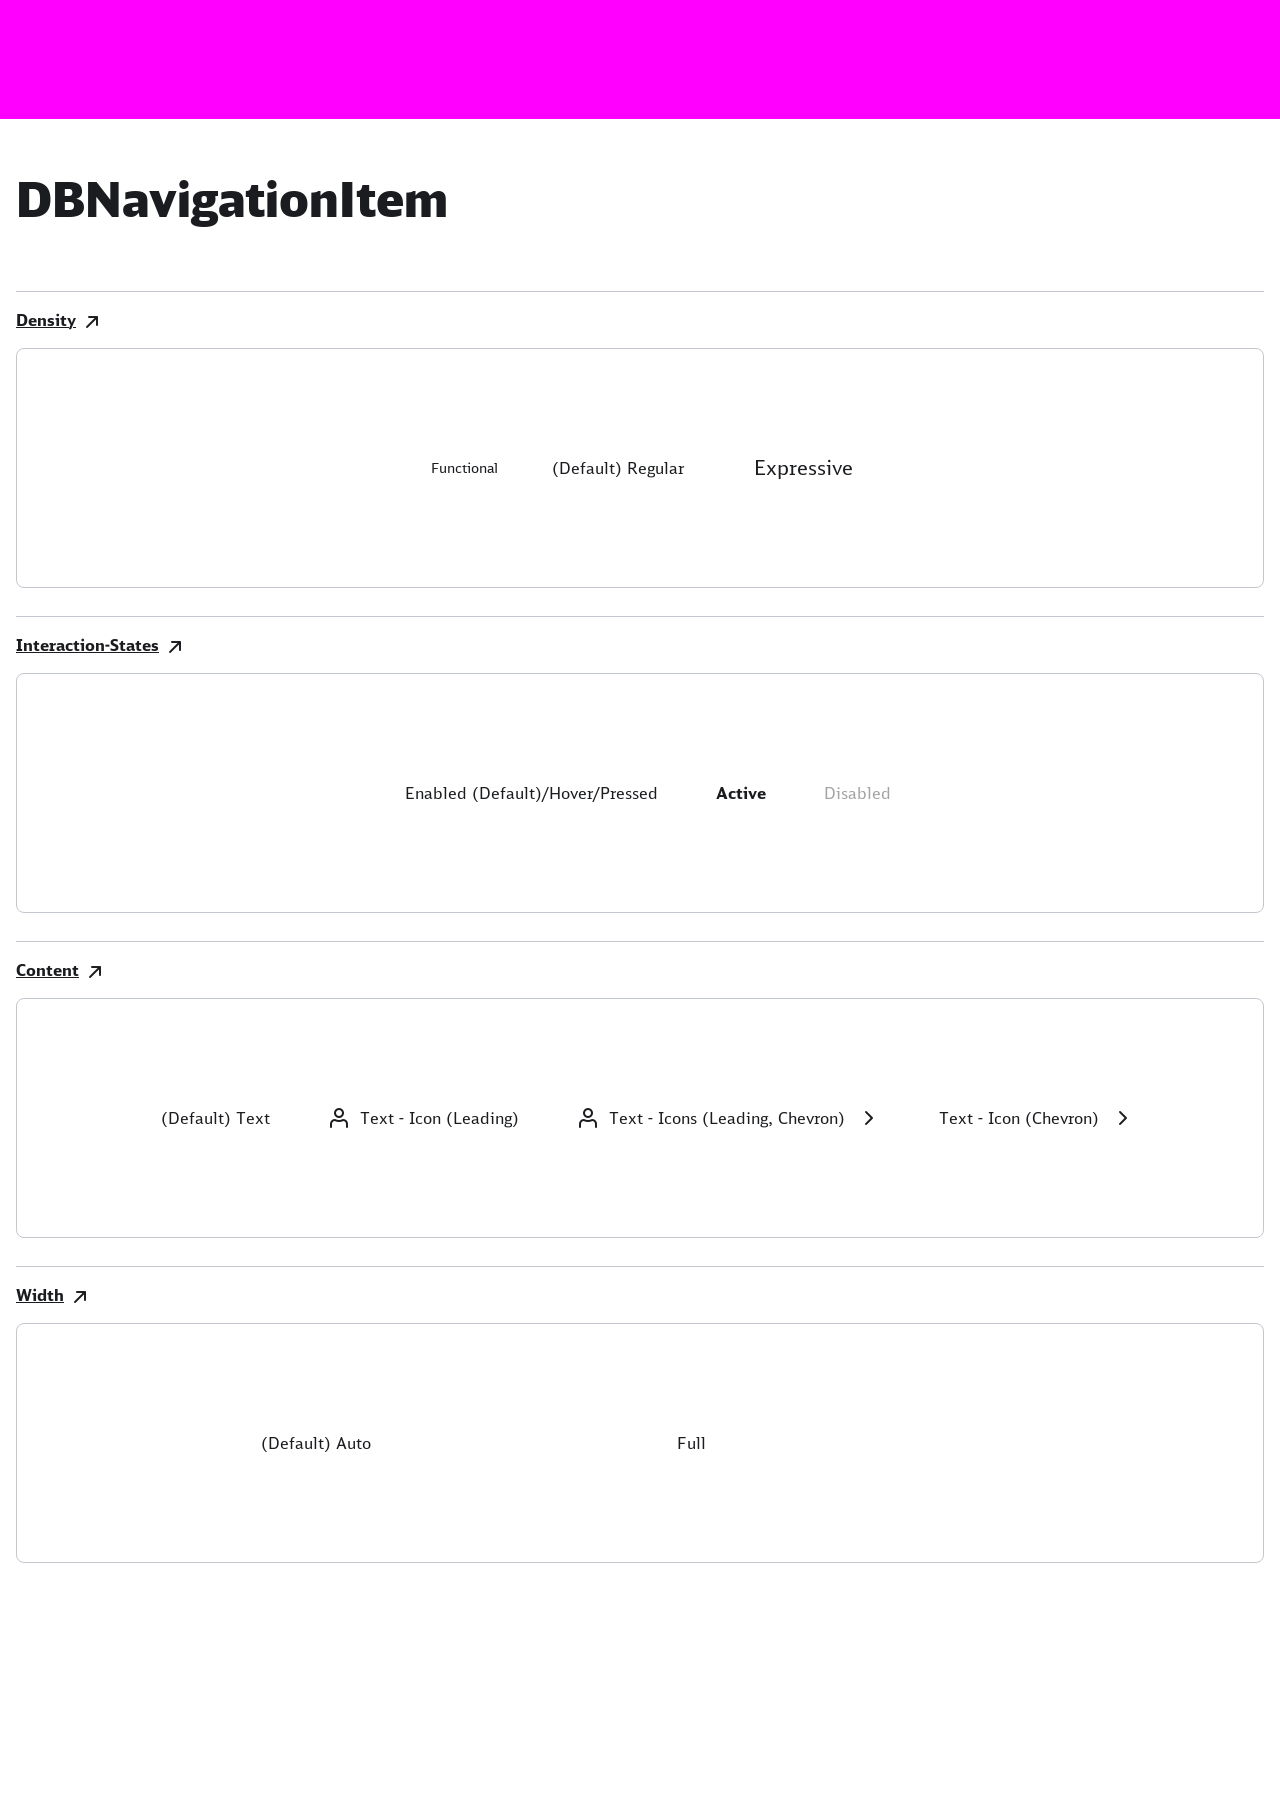 DBNavigationItem
Density
Functional (Default) Regular Expressive
Interaction-States
Enabled (Default)/Hover/Pressed Active Disabled
Content
(Default) Text Text - Icon (Leading) Text - Icons (Leading, Chevron) Text - Icon (Chevron)
Width
(Default) Auto Full